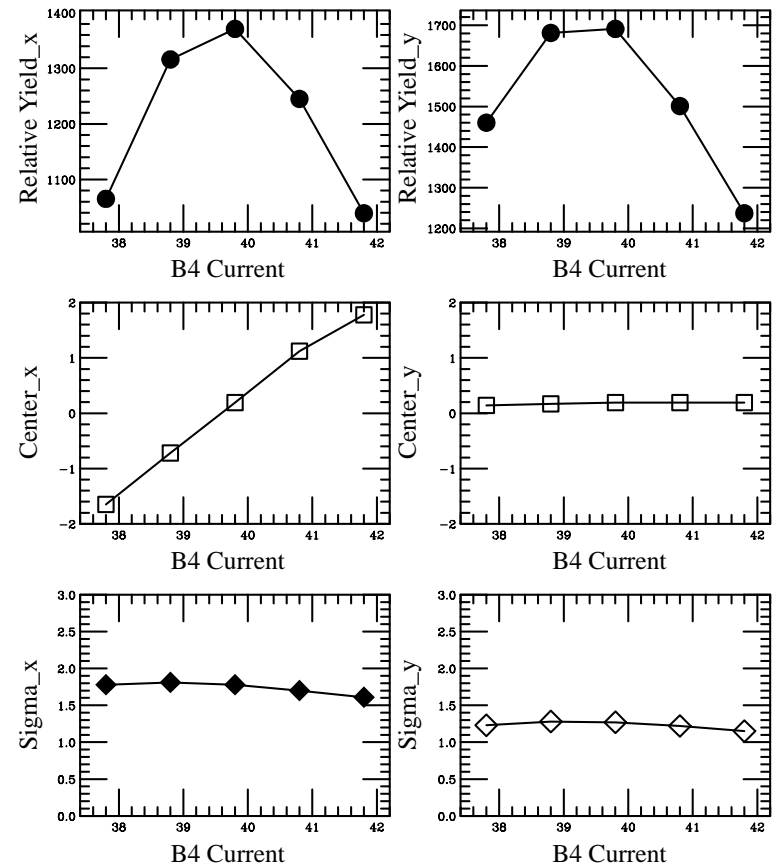 1400
1300
1200
1100
38 39 40 41 42
Relative Yield_x
B4 Current
1700
1600
1500
1400
1300
1200
38 39 40 41 42
Relative Yield_y
B4 Current
2
1
0
-1
-2
38 39 40 41 42
Center_x
B4 Current
2
1
0
-1
-2
38 39 40 41 42
Center_y
B4 Current
3.0
2.5
2.0
1.5
1.0
0.5
0.0
38 39 40 41 42
Sigma_x
B4 Current
3.0
2.5
2.0
1.5
1.0
0.5
0.0
38 39 40 41 42
Sigma_y
B4 Current